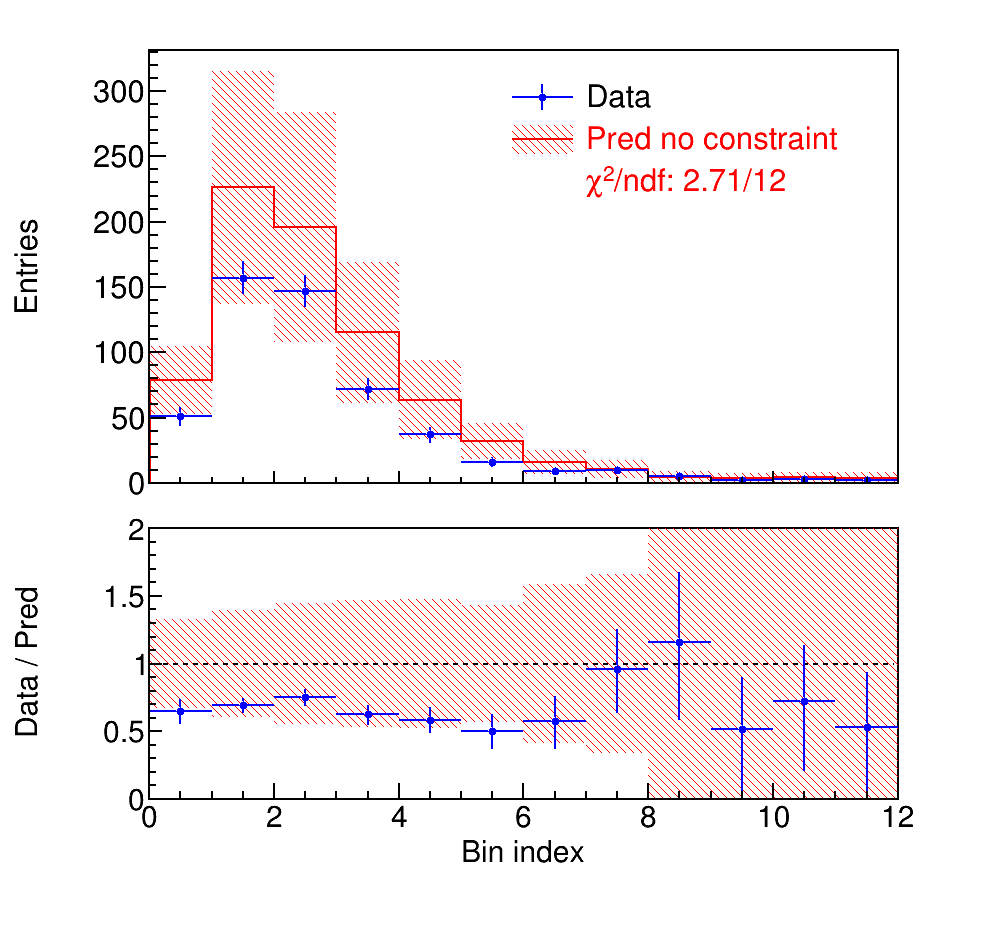 300
250
200
150
100
50
0
Entries
Data
Pred no constraint
χ²/ndf: 2.71/12
2
1.5
1
0.5
0
Data / Pred
0 2 4 6 8 10 12
Bin index